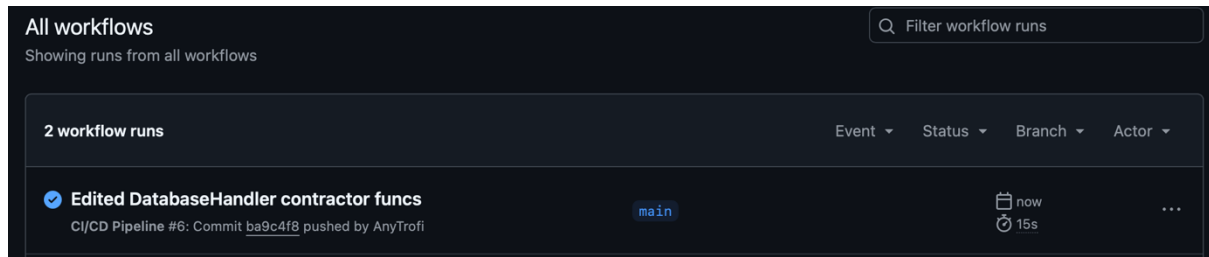 All workflows
Filter workflow runs
Showing runs from all workflows
2 workflow runs
Event Status Branch Actor
Edited DatabaseHandler contractor funcs
main
now
CI/CD Pipeline #6: Commit ba9c4f8 pushed by AnyTrofi
15s